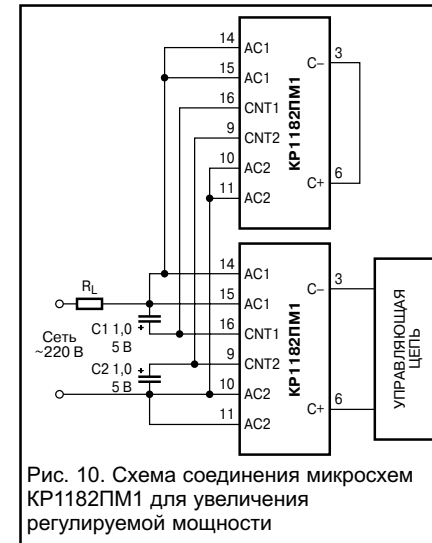 14 AC1
15 AC1
16 CNT1
9 CNT2
10 AC2
11 AC2
КР1182ПМ1
C– 3
C+ 6
14 AC1
15 AC1
16 CNT1
9 CNT2
10 AC2
11 AC2
КР1182ПМ1
C– 3
C+ 6
УПРАВЛЯЮЩАЯ
ЦЕПЬ
RL
Сеть
~220 В
C1 1,0
+
5 В
C2 1,0
+
5 В
Рис. 10. Схема соединения микросхем
КР1182ПМ1 для увеличения
регулируемой мощности